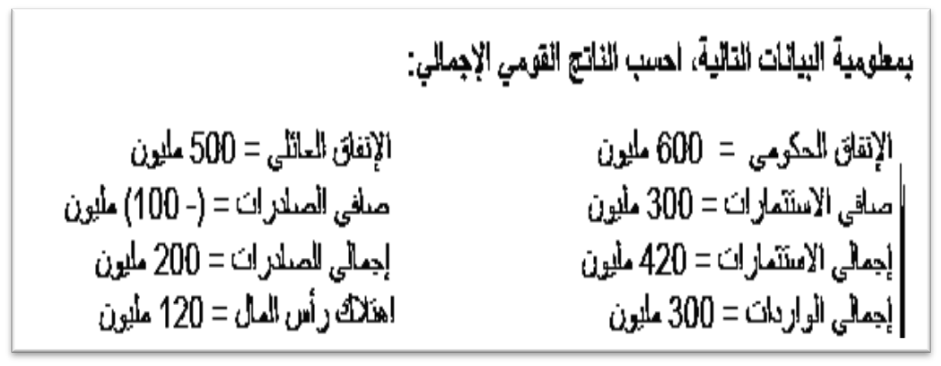 بمعلومية البيانات التالية، احسب الناتج القومي الإجمالي:
الإنفاق الحكومي = 600 مليون الإنفاق العائلي = 500 مليون
صافي الاستثمارات = 300 مليون صافي الصادرات = (- 100) مليون
إجمالي الاستثمارات = 420 مليون إجمالي الصادرات = 200 مليون
إجمالي الواردات = 300 مليون اهتلاك رأس المال = 120 مليون